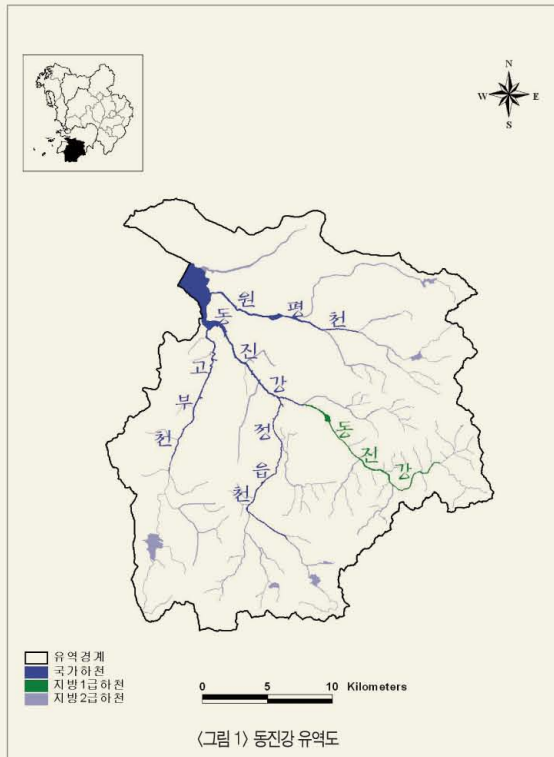 N
W E
S
원평천
동진강
고부천
정읍천
동진강
유역경계
국가하천
지방1급하천
지방2급하천
0 5 10 Kilometers
〈그림 1〉 동진강 유역도